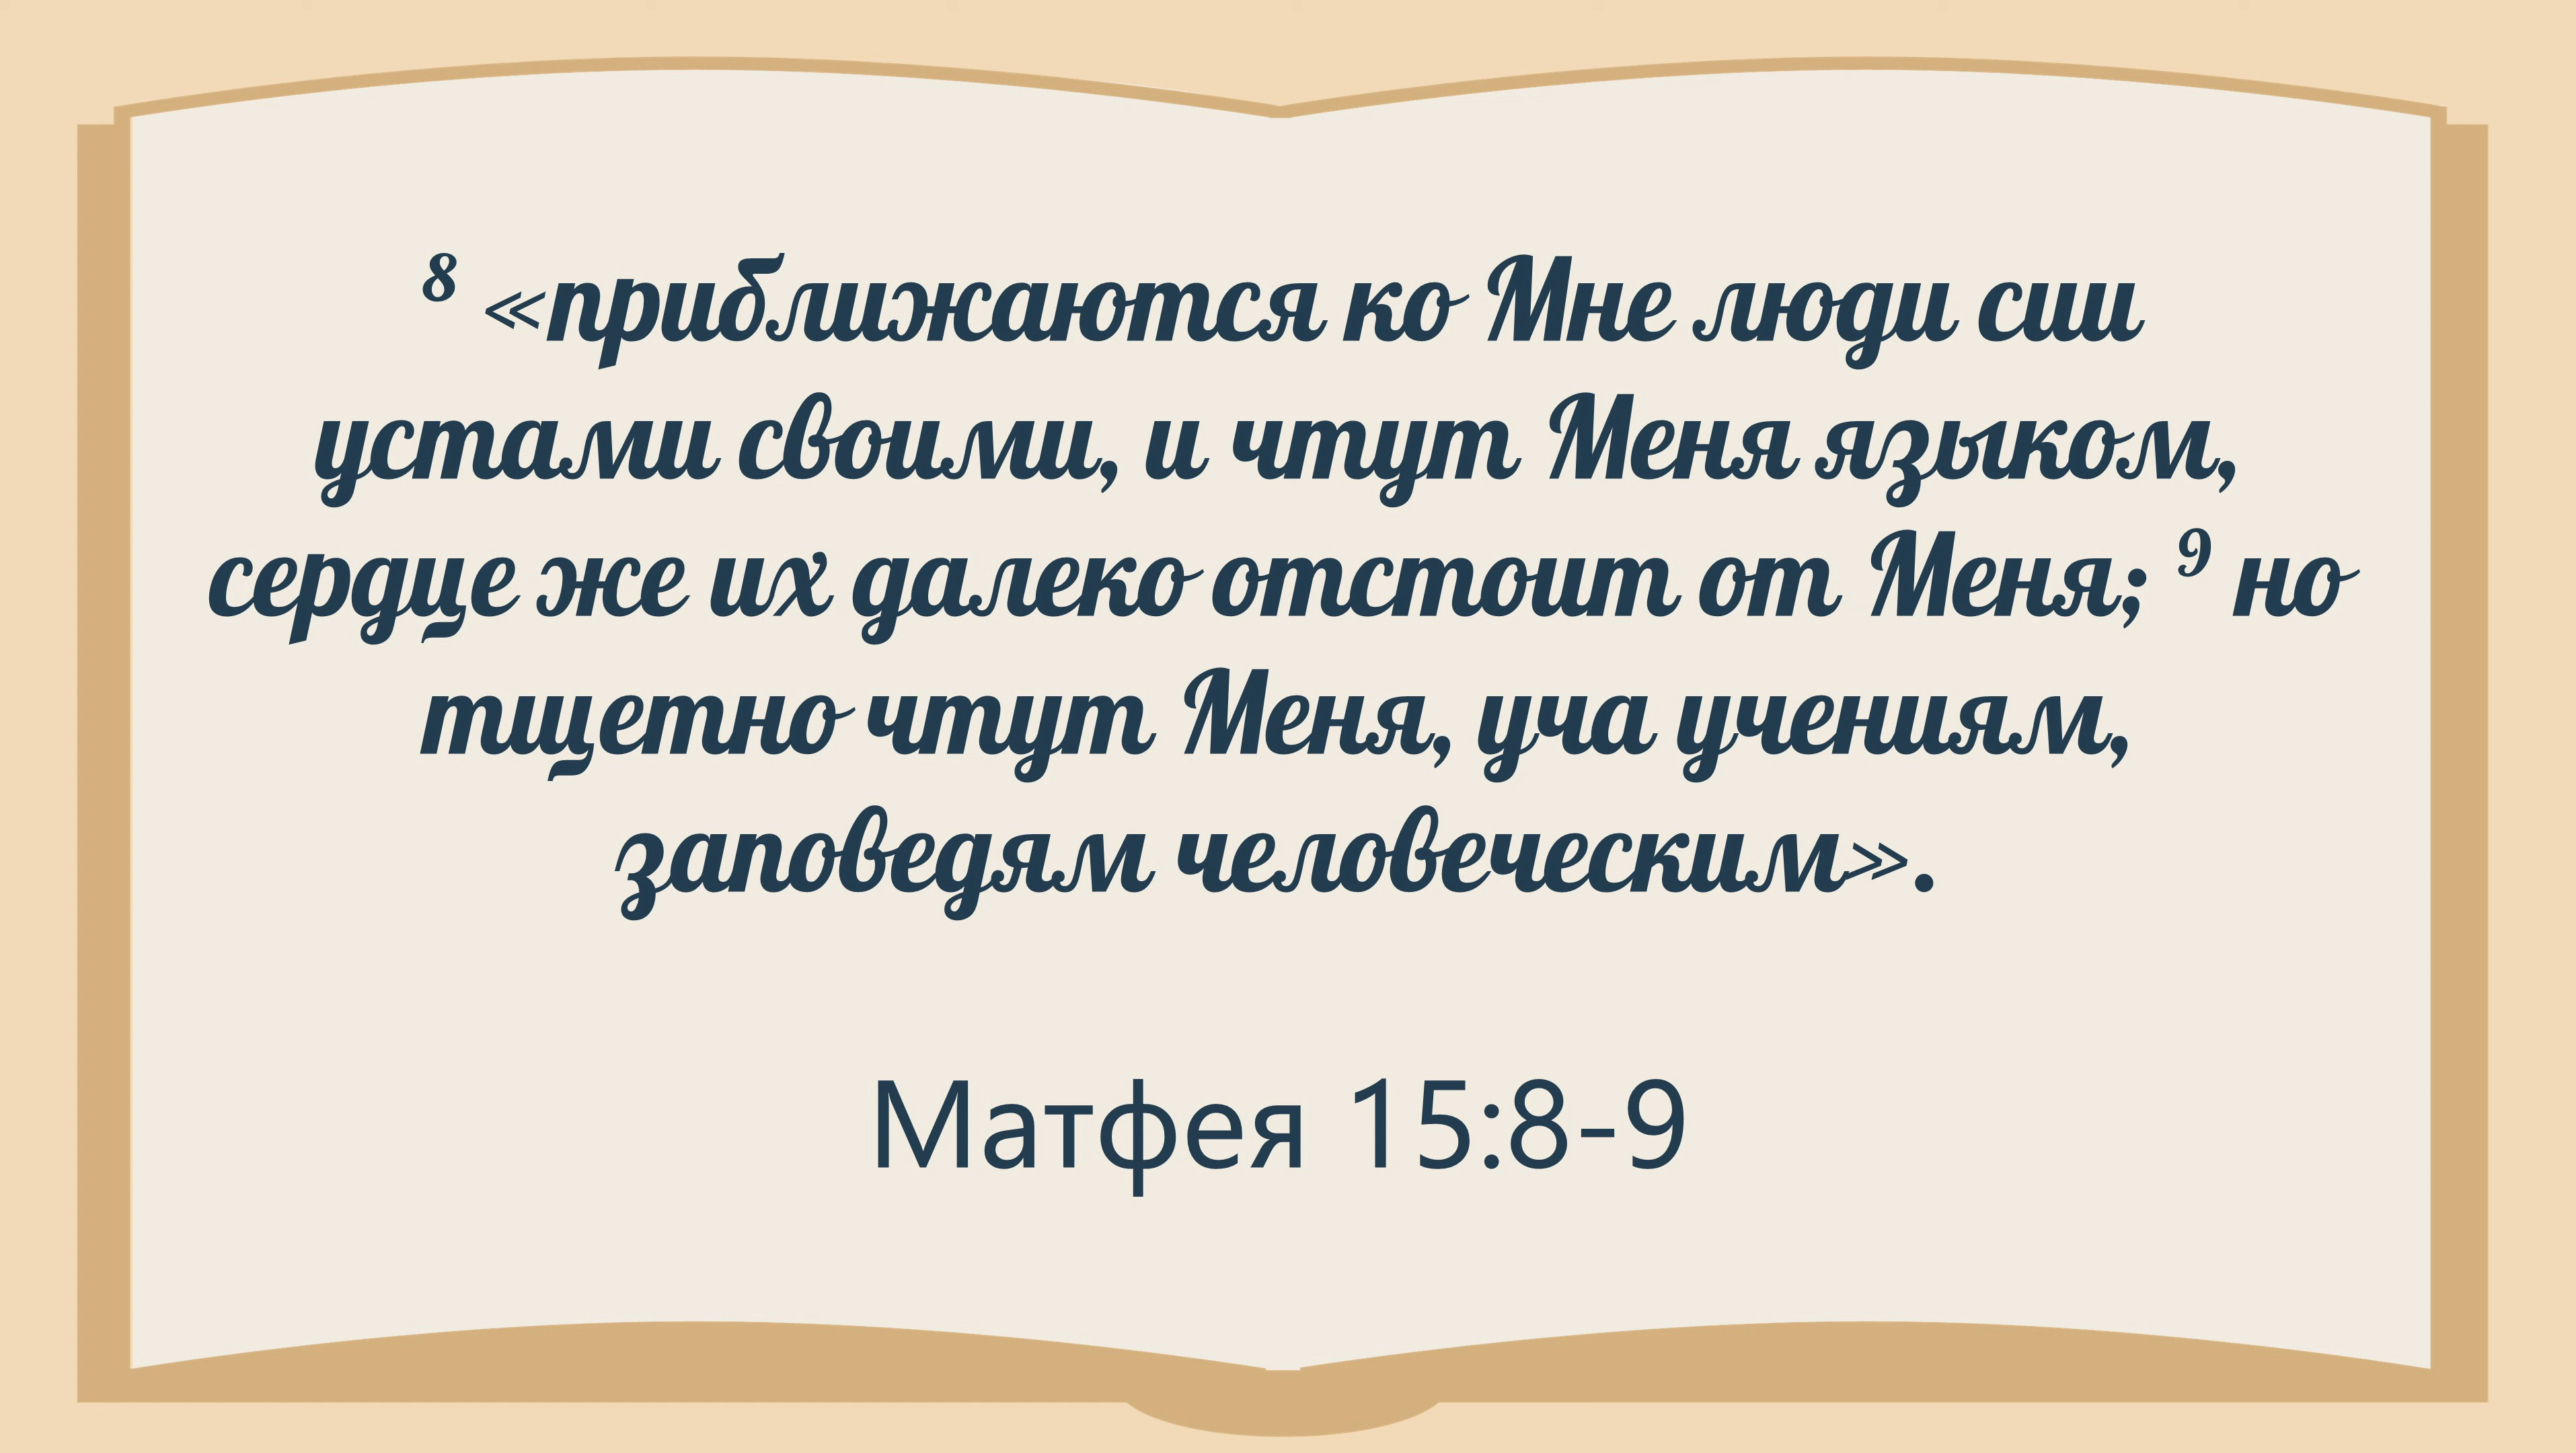 ⁸ «приближаются ко Мне люди сии
устами своими, и чтут Меня языком,
сердце же их далеко отстоит от Меня; ⁹ но
тщетно чтут Меня, уча учениям,
заповедям человеческим».
Матфея 15:8-9